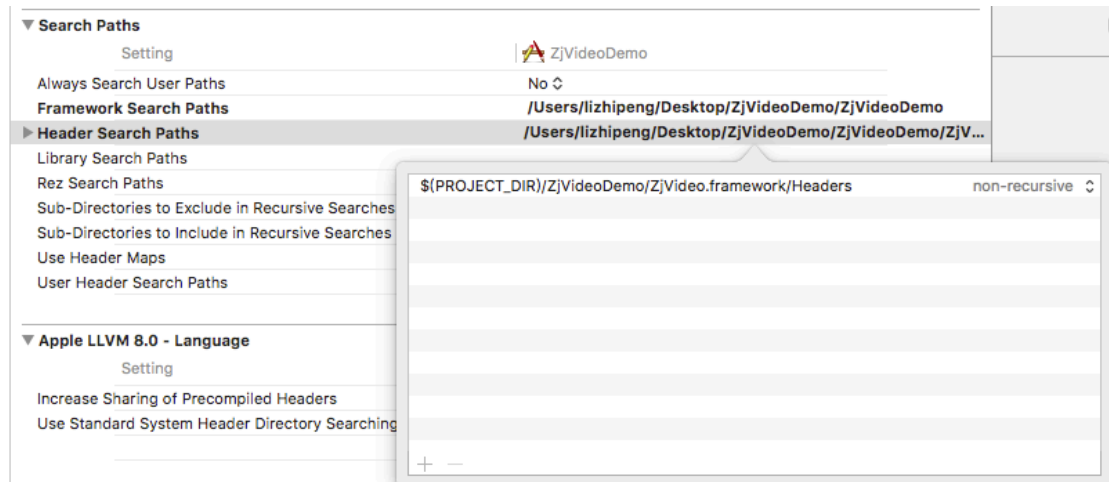 Search Paths
Setting ZjVideoDemo
Always Search User Paths No
Framework Search Paths /Users/lizhipeng/Desktop/ZjVideoDemo/ZjVideoDemo
Header Search Paths /Users/lizhipeng/Desktop/ZjVideoDemo/ZjVideoDemo/ZjV...
Library Search Paths
Rez Search Paths
$(PROJECT_DIR)/ZjVideoDemo/ZjVideo.framework/Headers non-recursive
Sub-Directories to Exclude in Recursive Searches
Sub-Directories to Include in Recursive Searches
Use Header Maps
User Header Search Paths
Apple LLVM 8.0 - Language
Setting
Increase Sharing of Precompiled Headers
Use Standard System Header Directory Searching